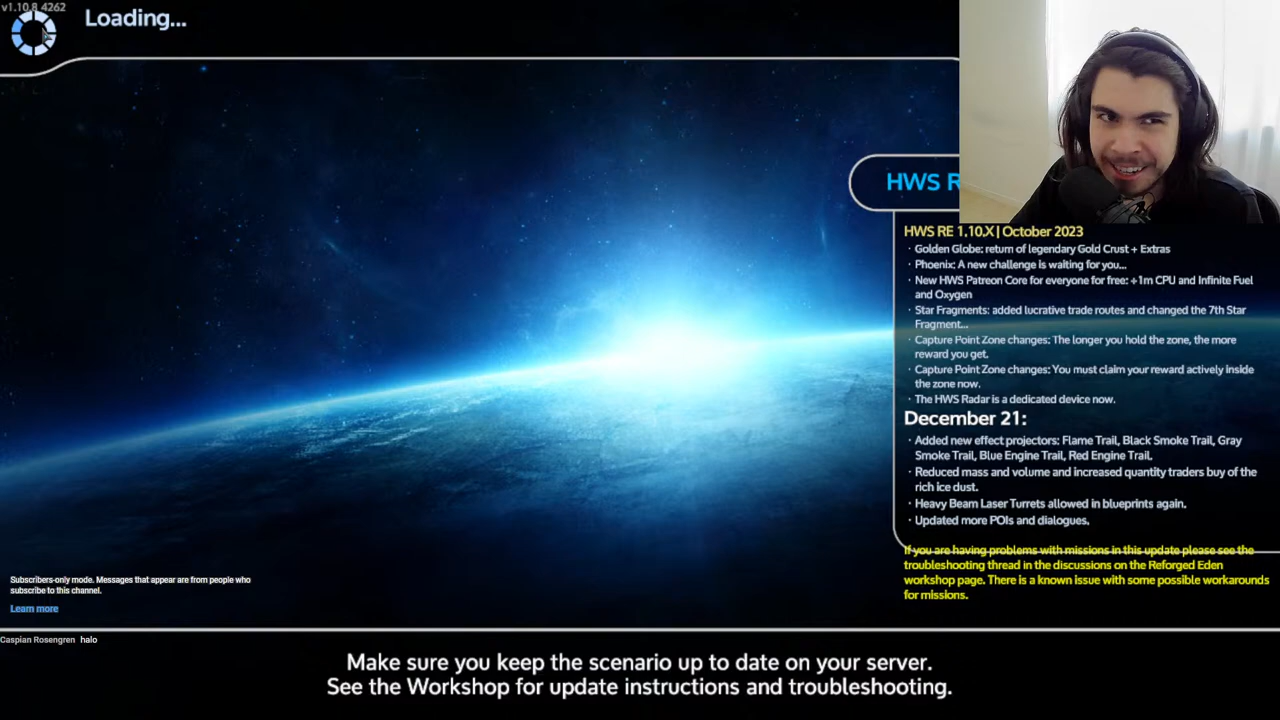 v1.10.8 4262
Loading...
HWS R
HWS RE 1.10.X | October 2023
· Golden Globe: return of legendary Gold Crust + Extras
· Phoenix: A new challenge is waiting for you...
· New HWS Patreon Core for everyone for free: +1m CPU and Infinite Fuel
and Oxygen
· Star Fragments: added lucrative trade routes and changed the 7th Star
Fragment...
· Capture Point Zone changes: The longer you hold the zone, the more
reward you get.
· Capture Point Zone changes: You must claim your reward actively inside
the zone now.
· The HWS Radar is a dedicated device now.
December 21:
· Added new effect projectors: Flame Trail, Black Smoke Trail, Gray
Smoke Trail, Blue Engine Trail, Red Engine Trail.
· Reduced mass and volume and increased quantity traders buy of the
rich ice dust.
· Heavy Beam Laser Turrets allowed in blueprints again.
· Updated more POIs and dialogues.
If you are having problems with missions in this update please see the
troubleshooting thread in the discussions on the Reforged Eden
workshop page. There is a known issue with some possible workarounds
for missions.
Subscribers-only mode. Messages that appear are from people who
subscribe to this channel.
Learn more
Caspian Rosengren halo
Make sure you keep the scenario up to date on your server.
See the Workshop for update instructions and troubleshooting.